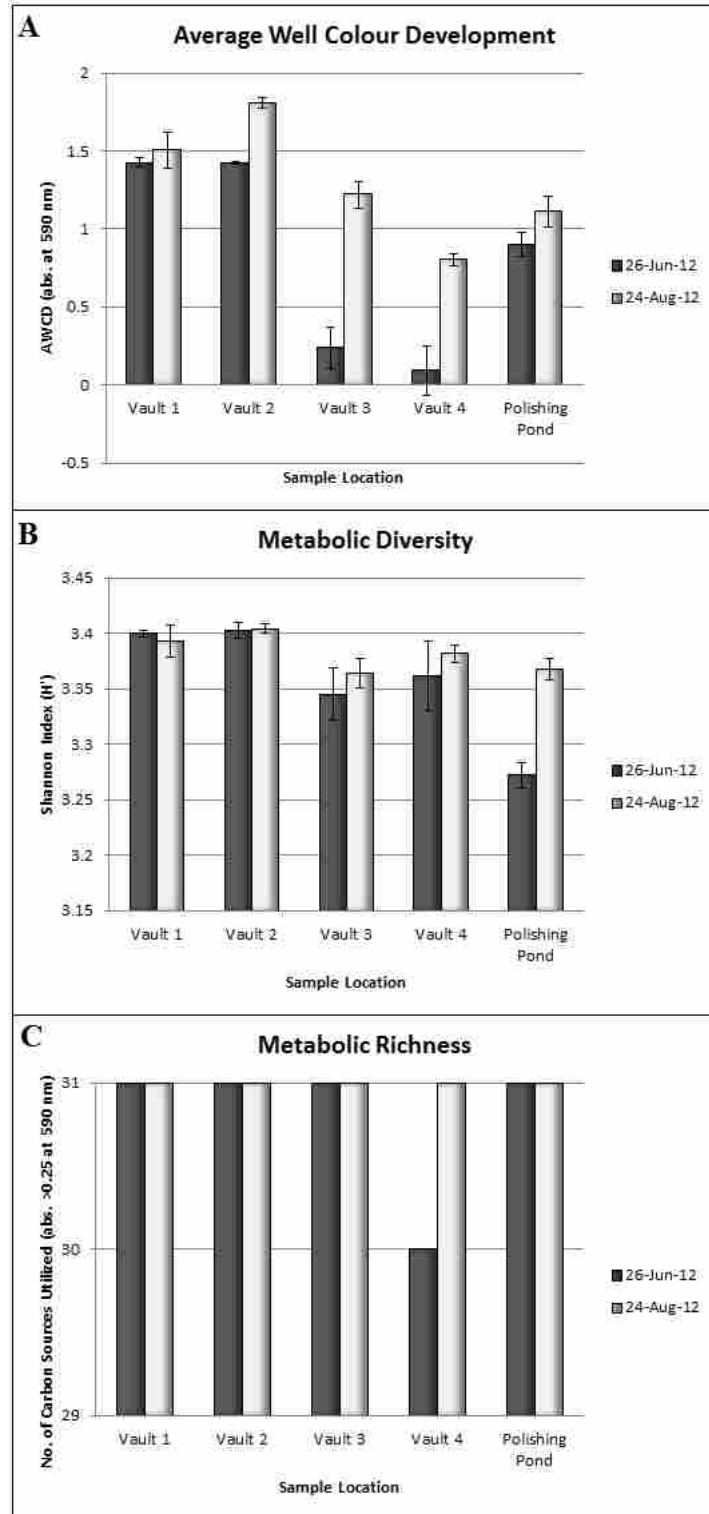 A
Average Well Colour Development
AWCD (abs. at 590 nm)
2
1.5
1
0.5
0
-0.5
Vault 1
Vault 2
Vault 3
Vault 4
Polishing
Pond
Sample Location
26-Jun-12
24-Aug-12
B
Metabolic Diversity
Shannon Index (H')
3.45
3.4
3.35
3.3
3.25
3.2
3.15
Vault 1
Vault 2
Vault 3
Vault 4
Polishing
Pond
Sample Location
26-Jun-12
24-Aug-12
C
Metabolic Richness
No. of Carbon Sources Utilized (abs. >0.25 at 590 nm)
31
30
29
Vault 1
Vault 2
Vault 3
Vault 4
Polishing
Pond
Sample Location
26-Jun-12
24-Aug-12